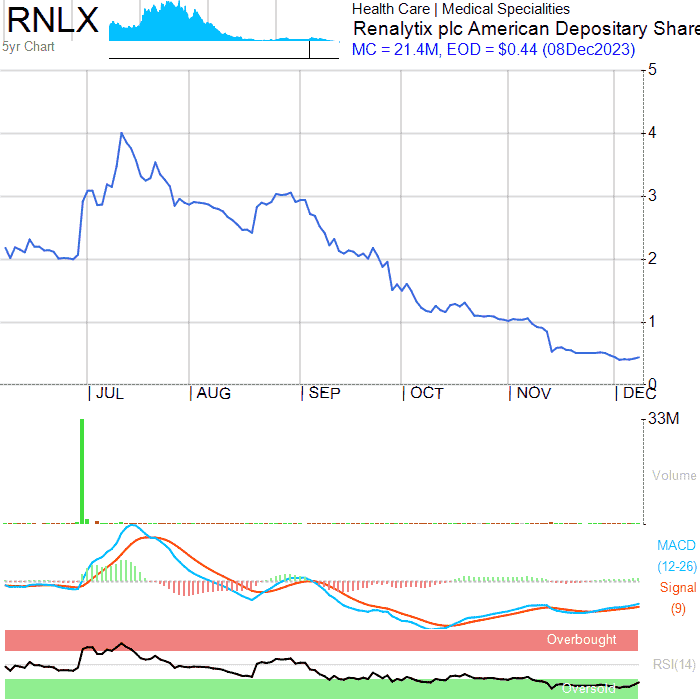 RNLX
Health Care | Medical Specialities
Renalytix plc American Depositary Share
5yr Chart
MC = 21.4M, EOD = $0.44 (08Dec2023)
5
4
3
2
1
0
JUL AUG SEP OCT NOV DEC
33M
Volume
MACD
(12-26)
Signal
(9)
Overbought
RSI(14)
Oversold